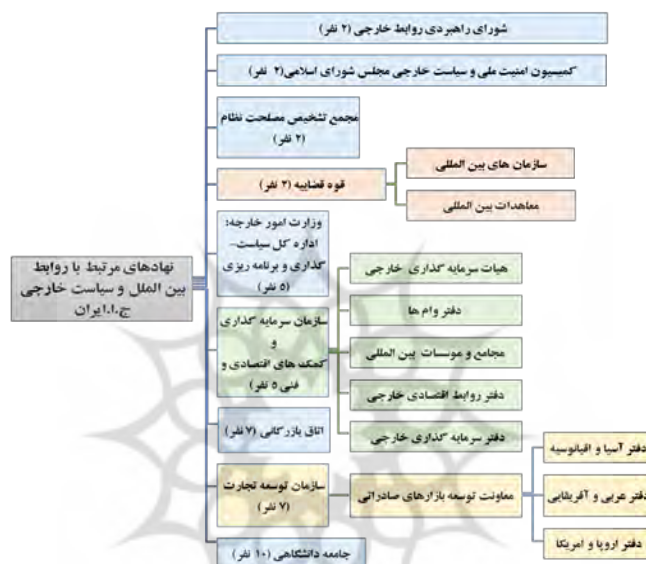 شورای راهبردی روابط خارجی (۲ نفر)
کمیسیون امنیت ملی و سیاست خارجی مجلس شورای اسلامی(۲ نفر)
مجمع تشخیص مصلحت نظام
(۲ نفر)
قوه قضاییه (۲ نفر)
سازمان های بین المللی
معاهدات بین المللی
وزارت امور خارجه:
اداره کل سیاست-
گذاری و برنامه ریزی
(۵ نفر)
نهادهای مرتبط با روابط
بین الملل و سیاست خارجی
ج.ا.ایران
سازمان سرمایه گذاری
و
کمک های اقتصادی و
فنی ۵ نفر)
هیات سرمایه گذاری خارجی
دفتر وام ها
مجامع و موسسات بین المللی
دفتر روابط اقتصادی خارجی
دفتر سرمایه گذاری خارجی
اتاق بازرگانی (۷ نفر)
سازمان توسعه تجارت
(۷ نفر)
معاونت توسعه بازارهای صادراتی
دفتر آسیا و اقیانوسیه
دفتر عربی و آفریقایی
دفتر اروپا و امریکا
جامعه دانشگاهی (۱۰ نفر)